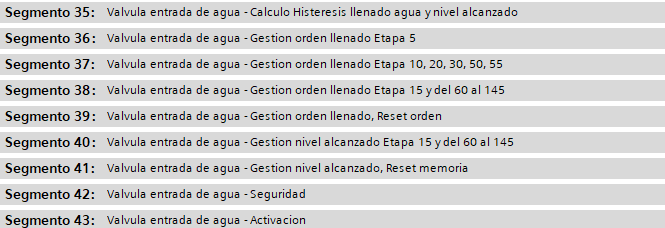 Segmento 35: Valvula entrada de agua - Calculo Histeresis llenado agua y nivel alcanzado
Segmento 36: Valvula entrada de agua - Gestion orden llenado Etapa 5
Segmento 37: Valvula entrada de agua - Gestion orden llenado Etapa 10, 20, 30, 50, 55
Segmento 38: Valvula entrada de agua - Gestion orden llenado Etapa 15 y del 60 al 145
Segmento 39: Valvula entrada de agua - Gestion orden llenado, Reset orden
Segmento 40: Valvula entrada de agua - Gestion nivel alcanzado Etapa 15 y del 60 al 145
Segmento 41: Valvula entrada de agua - Gestion nivel alcanzado, Reset memoria
Segmento 42: Valvula entrada de agua - Seguridad
Segmento 43: Valvula entrada de agua - Activacion